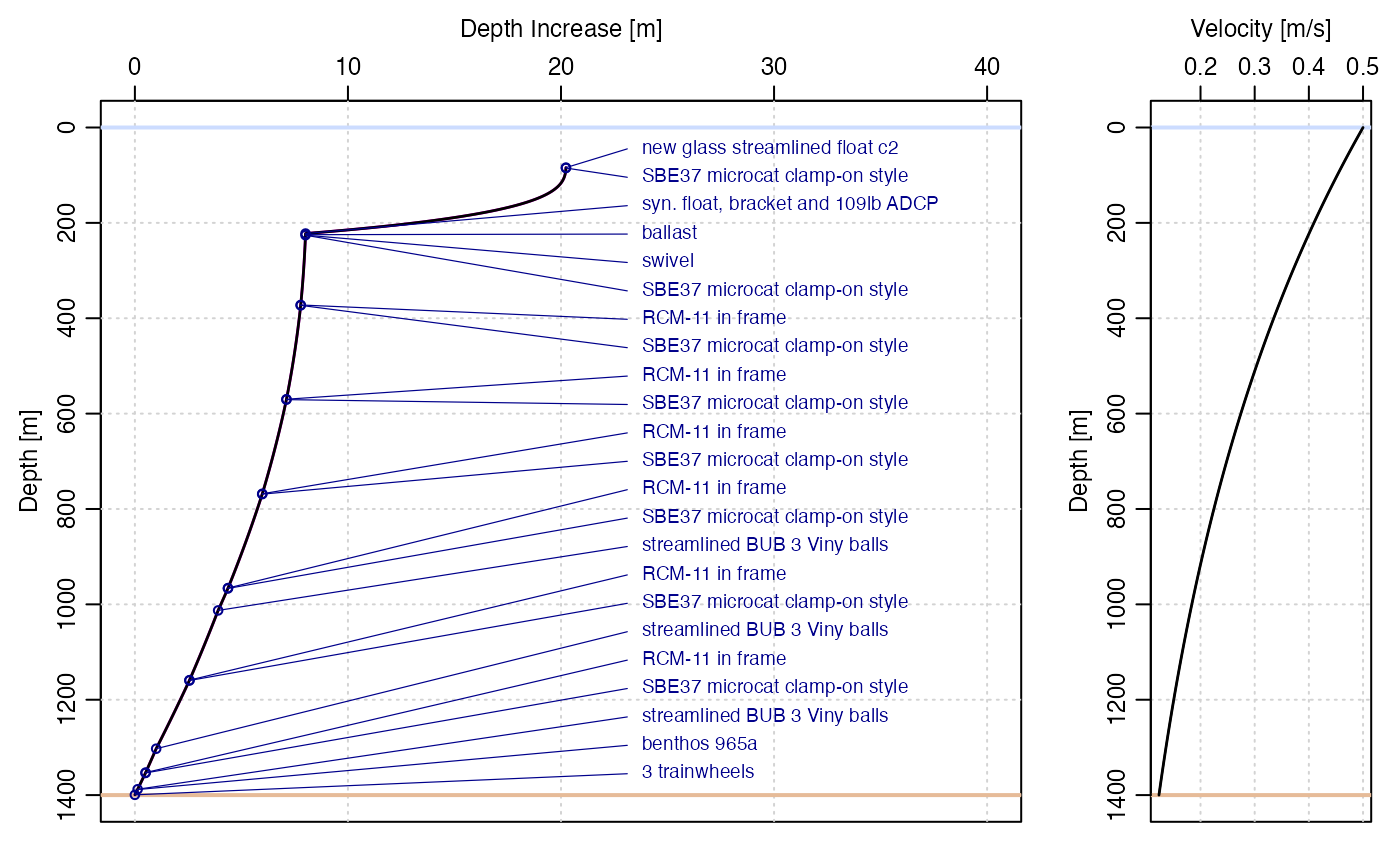 Depth Increase [m]
0 10 20 30 40
Depth [m]
0
200
400
600
800
1000
1200
1400
new glass streamlined float c2
SBE37 microcat clamp-on style
syn. float, bracket and 109lb ADCP
ballast
swivel
SBE37 microcat clamp-on style
RCM-11 in frame
SBE37 microcat clamp-on style
RCM-11 in frame
SBE37 microcat clamp-on style
RCM-11 in frame
SBE37 microcat clamp-on style
RCM-11 in frame
SBE37 microcat clamp-on style
streamlined BUB 3 Viny balls
RCM-11 in frame
SBE37 microcat clamp-on style
streamlined BUB 3 Viny balls
RCM-11 in frame
SBE37 microcat clamp-on style
streamlined BUB 3 Viny balls
benthos 965a
3 trainwheels
Velocity [m/s]
0.2 0.3 0.4 0.5
Depth [m]
0
200
400
600
800
1000
1200
1400